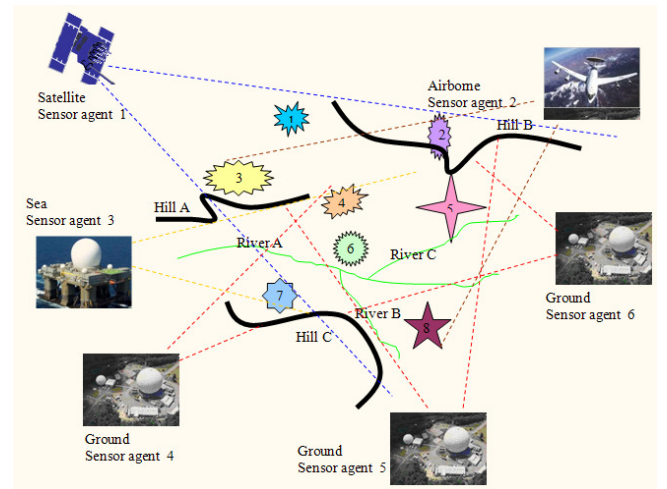 Satellite
Sensor agent 1
Airborne
Sensor agent 2
1
2
Hill B
3
Sea
Sensor agent 3
Hill A
4
5
River A
6
River C
Ground
Sensor agent 6
7
River B
Hill C
8
Ground
Sensor agent 4
Ground
Sensor agent 5